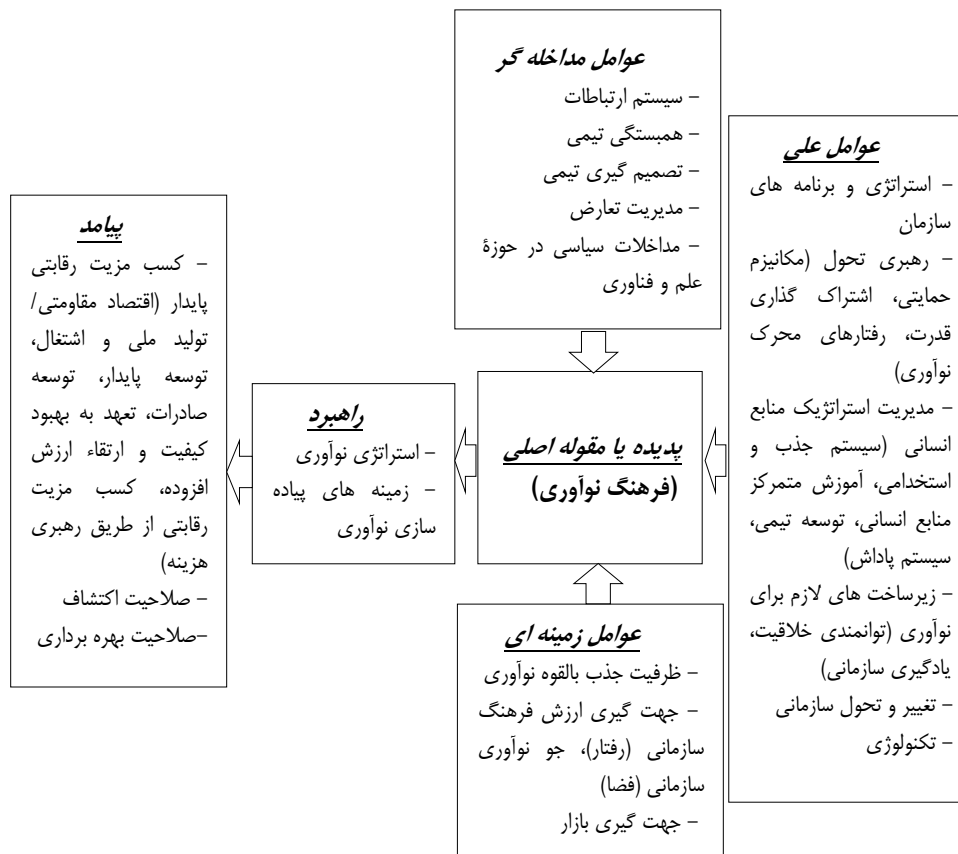 عوامل مداخله گر
– سیستم ارتباطات
– همبستگی تیمی
– تصمیم گیری تیمی
– مدیریت تعارض
– مداخلات سیاسی در حوزهٔ
علم و فناوری
عوامل علی
– استراتژی و برنامه های
سازمان
– رهبری تحول (مکانیزم
حمایتی، اشتراک گذاری
قدرت، رفتارهای محرک
نوآوری)
– مدیریت استراتژیک منابع
انسانی (سیستم جذب و
استخدامی، آموزش متمرکز
منابع انسانی، توسعه تیمی،
سیستم پاداش)
– زیرساخت های لازم برای
نوآوری (توانمندی خلاقیت،
یادگیری سازمانی)
– تغییر و تحول سازمانی
– تکنولوژی
پدیده یا مقوله اصلی
(فرهنگ نوآوری)
عوامل زمینه ای
– ظرفیت جذب بالقوه نوآوری
– جهت گیری ارزش فرهنگ
سازمانی (رفتار)، جو نوآوری
سازمانی (فضا)
– جهت گیری بازار
راهبرد
– استراتژی نوآوری
– زمینه های پیاده
سازی نوآوری
پیامد
– کسب مزیت رقابتی
پایدار (اقتصاد مقاومتی/
تولید ملی و اشتغال،
توسعه پایدار، توسعه
صادرات، تعهد به بهبود
کیفیت و ارتقاء ارزش
افزوده، کسب مزیت
رقابتی از طریق رهبری
هزینه)
– صلاحیت اکتشاف
–صلاحیت بهره برداری